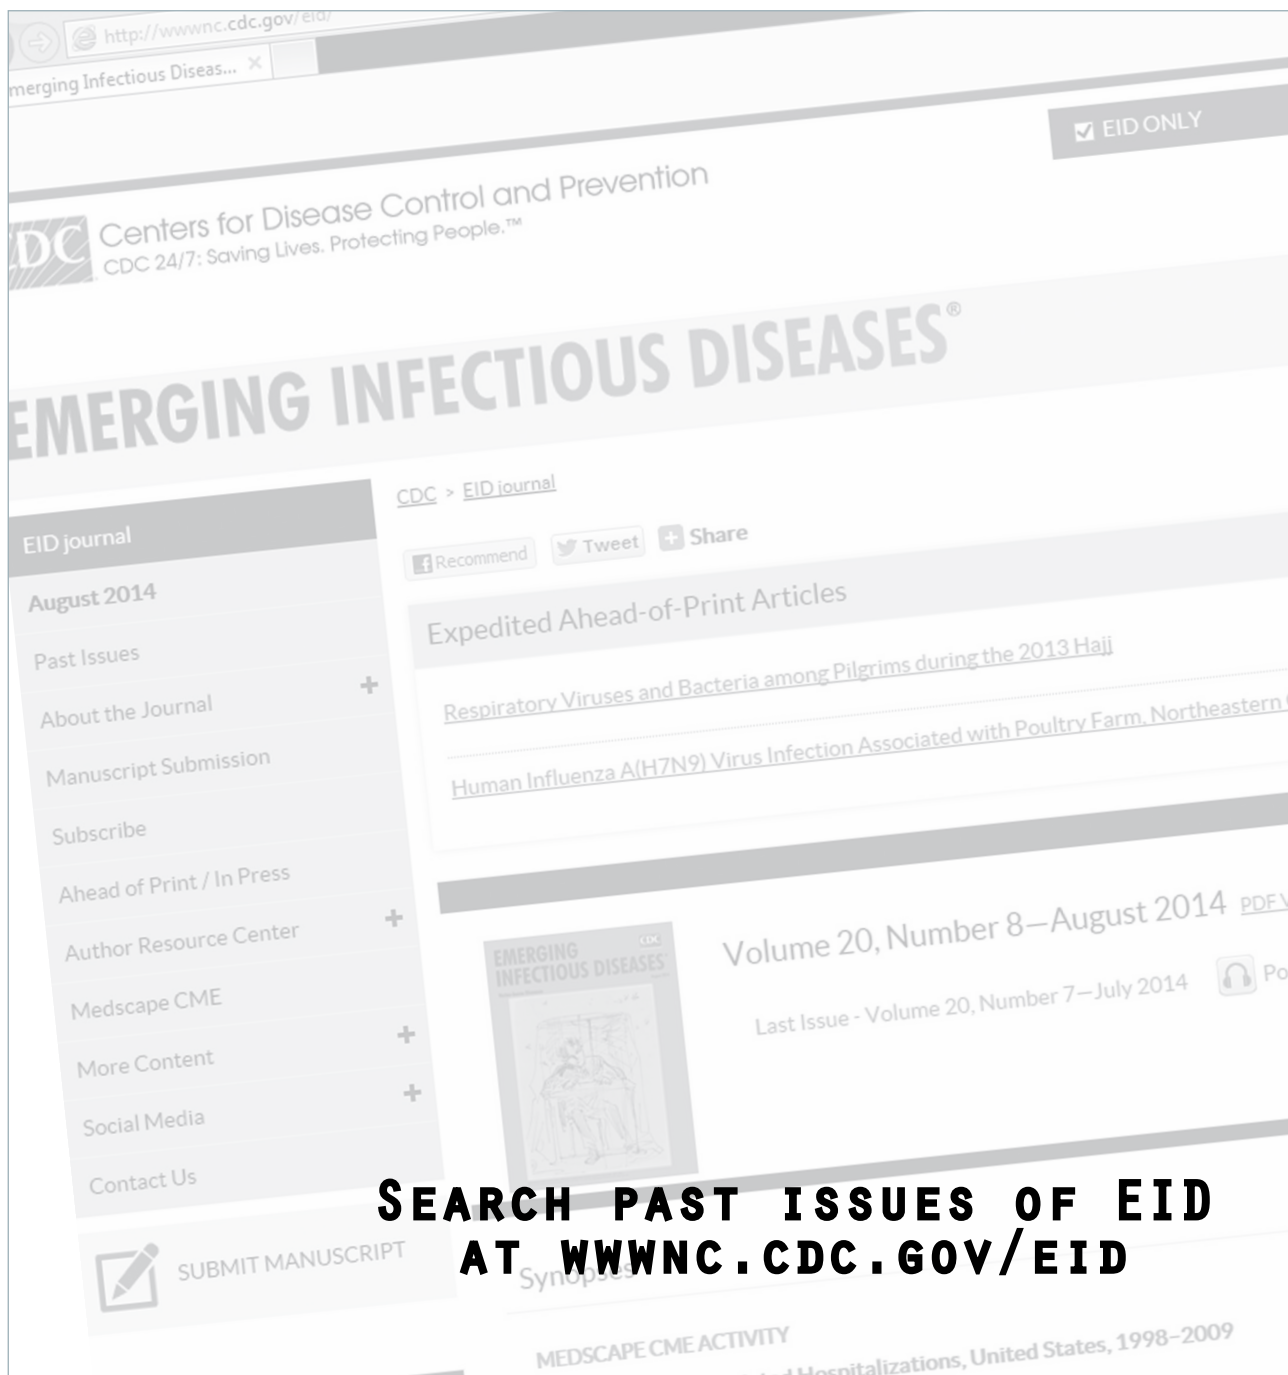 http://wwwnc.cdc.gov/eid/
merging Infectious Diseas... ×
EID ONLY
CDC
Centers for Disease Control and Prevention
CDC 24/7: Saving Lives. Protecting People.™
EMERGING INFECTIOUS DISEASES®
CDC > EID journal
Recommend Tweet Share
EID journal
August 2014
Past Issues
About the Journal
Manuscript Submission
Subscribe
Ahead of Print / In Press
Author Resource Center
Medscape CME
More Content
Social Media
Contact Us
SUBMIT MANUSCRIPT
Expedited Ahead-of-Print Articles
Respiratory Viruses and Bacteria among Pilgrims during the 2013 Hajj
Human Influenza A(H7N9) Virus Infection Associated with Poultry Farm, Northeastern
EMERGING
INFECTIOUS DISEASES
CDC
Volume 20, Number 8—August 2014 PDF
Last Issue - Volume 20, Number 7—July 2014
Search past issues of EID
at wwwnc.cdc.gov/eid
Synopses
MEDSCAPE CME ACTIVITY
Hospitalizations, United States, 1998–2009